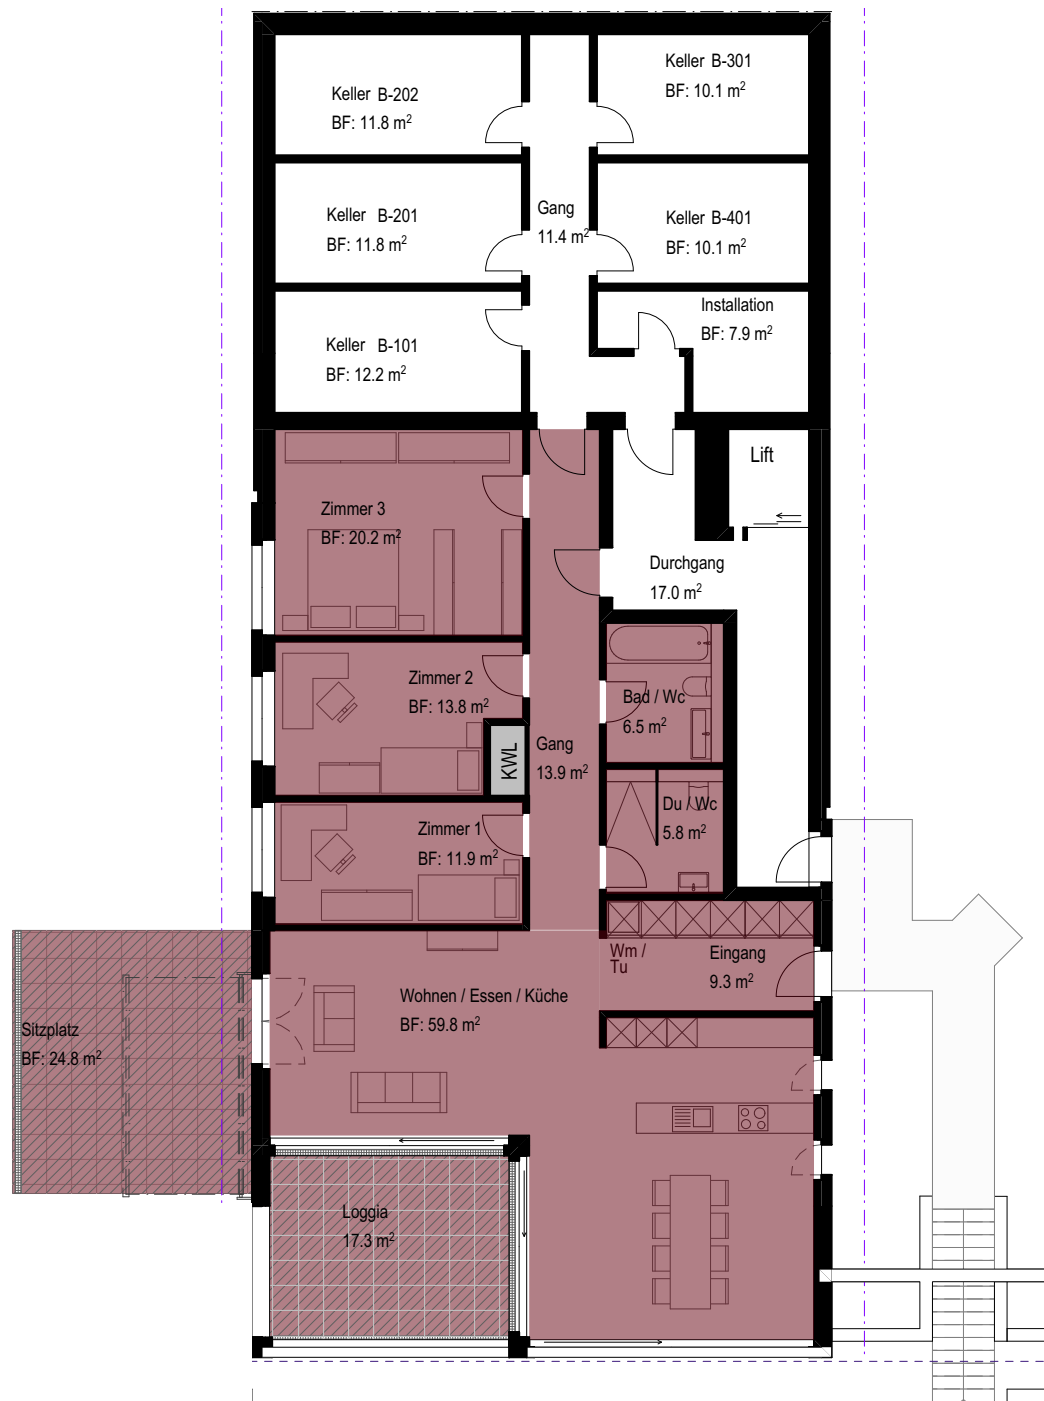 Keller B-202
BF: 11.8 m²
Keller B-301
BF: 10.1 m²
Keller B-201
BF: 11.8 m²
Gang
11.4 m²
Keller B-401
BF: 10.1 m²
Keller B-101
BF: 12.2 m²
Installation
BF: 7.9 m²
Lift
Zimmer 3
BF: 20.2 m²
Durchgang
17.0 m²
Zimmer 2
BF: 13.8 m²
Bad / Wc
6.5 m²
KWL
Gang
13.9 m²
Zimmer 1
BF: 11.9 m²
Du / Wc
5.8 m²
Wm /
Tu
Eingang
9.3 m²
Wohnen / Essen / Küche
BF: 59.8 m²
Sitzplatz
BF: 24.8 m²
Loggia
17.3 m²